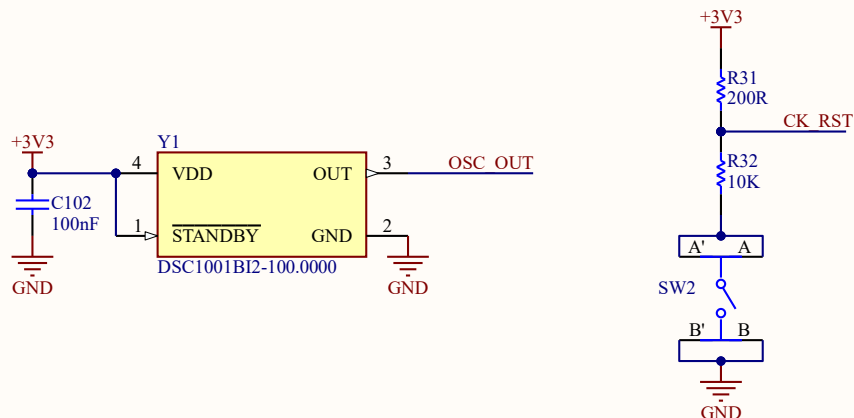 +3V3
R31
200R
CK_RST
Y1
+3V3
4
VDD
OUT
3
OSC_OUT
R32
10K
C102
100nF
1
STANDBY
GND
2
DSC1001BI2-100.0000
GND
GND
A'
A
SW2
B'
B
GND